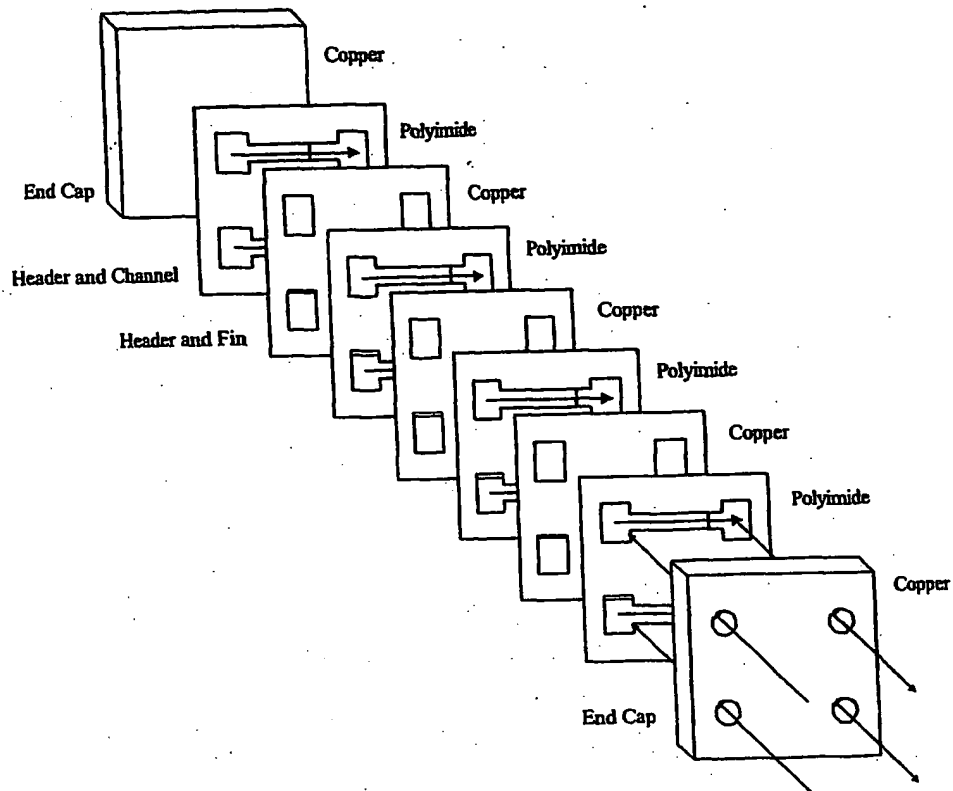 Copper
Polyimide
End Cap
Copper
Polyimide
Header and Channel
Copper
Header and Fin
Polyimide
Copper
Polyimide
Copper
End Cap